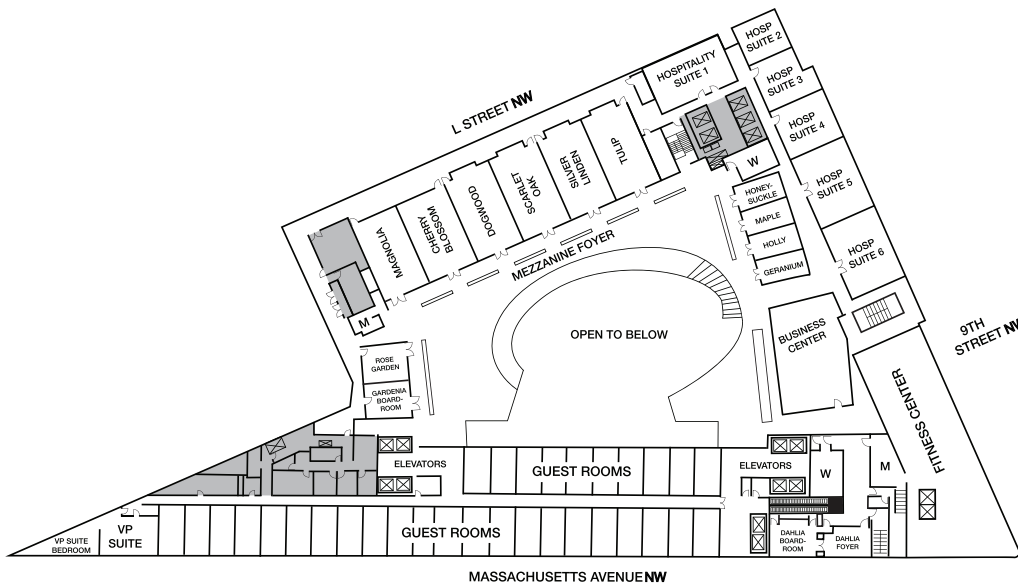 HOSP
SUITE 2
HOSPITALITY
SUITE 1
HOSP
SUITE 3
L STREET NW
HOSP
SUITE 4
TULIP
SILVER
LINDEN
SCARLET
OAK
DOGWOOD
CHERRY
BLOSSOM
MAGNOLIA
W
HOSP
SUITE 5
HONEY-
SUCKLE
MAPLE
HOLLY
GERANIUM
HOSP
SUITE 6
MEZZANINE FOYER
M
OPEN TO BELOW
BUSINESS
CENTER
9TH
STREET NW
ROSE
GARDEN
GARDENIA
BOARD-
ROOM
FITNESS CENTER
ELEVATORS
GUEST ROOMS
ELEVATORS
W
M
VP SUITE
BEDROOM
VP
SUITE
GUEST ROOMS
DAHLIA
BOARD-
ROOM
DAHLIA
FOYER
MASSACHUSETTS AVENUE NW